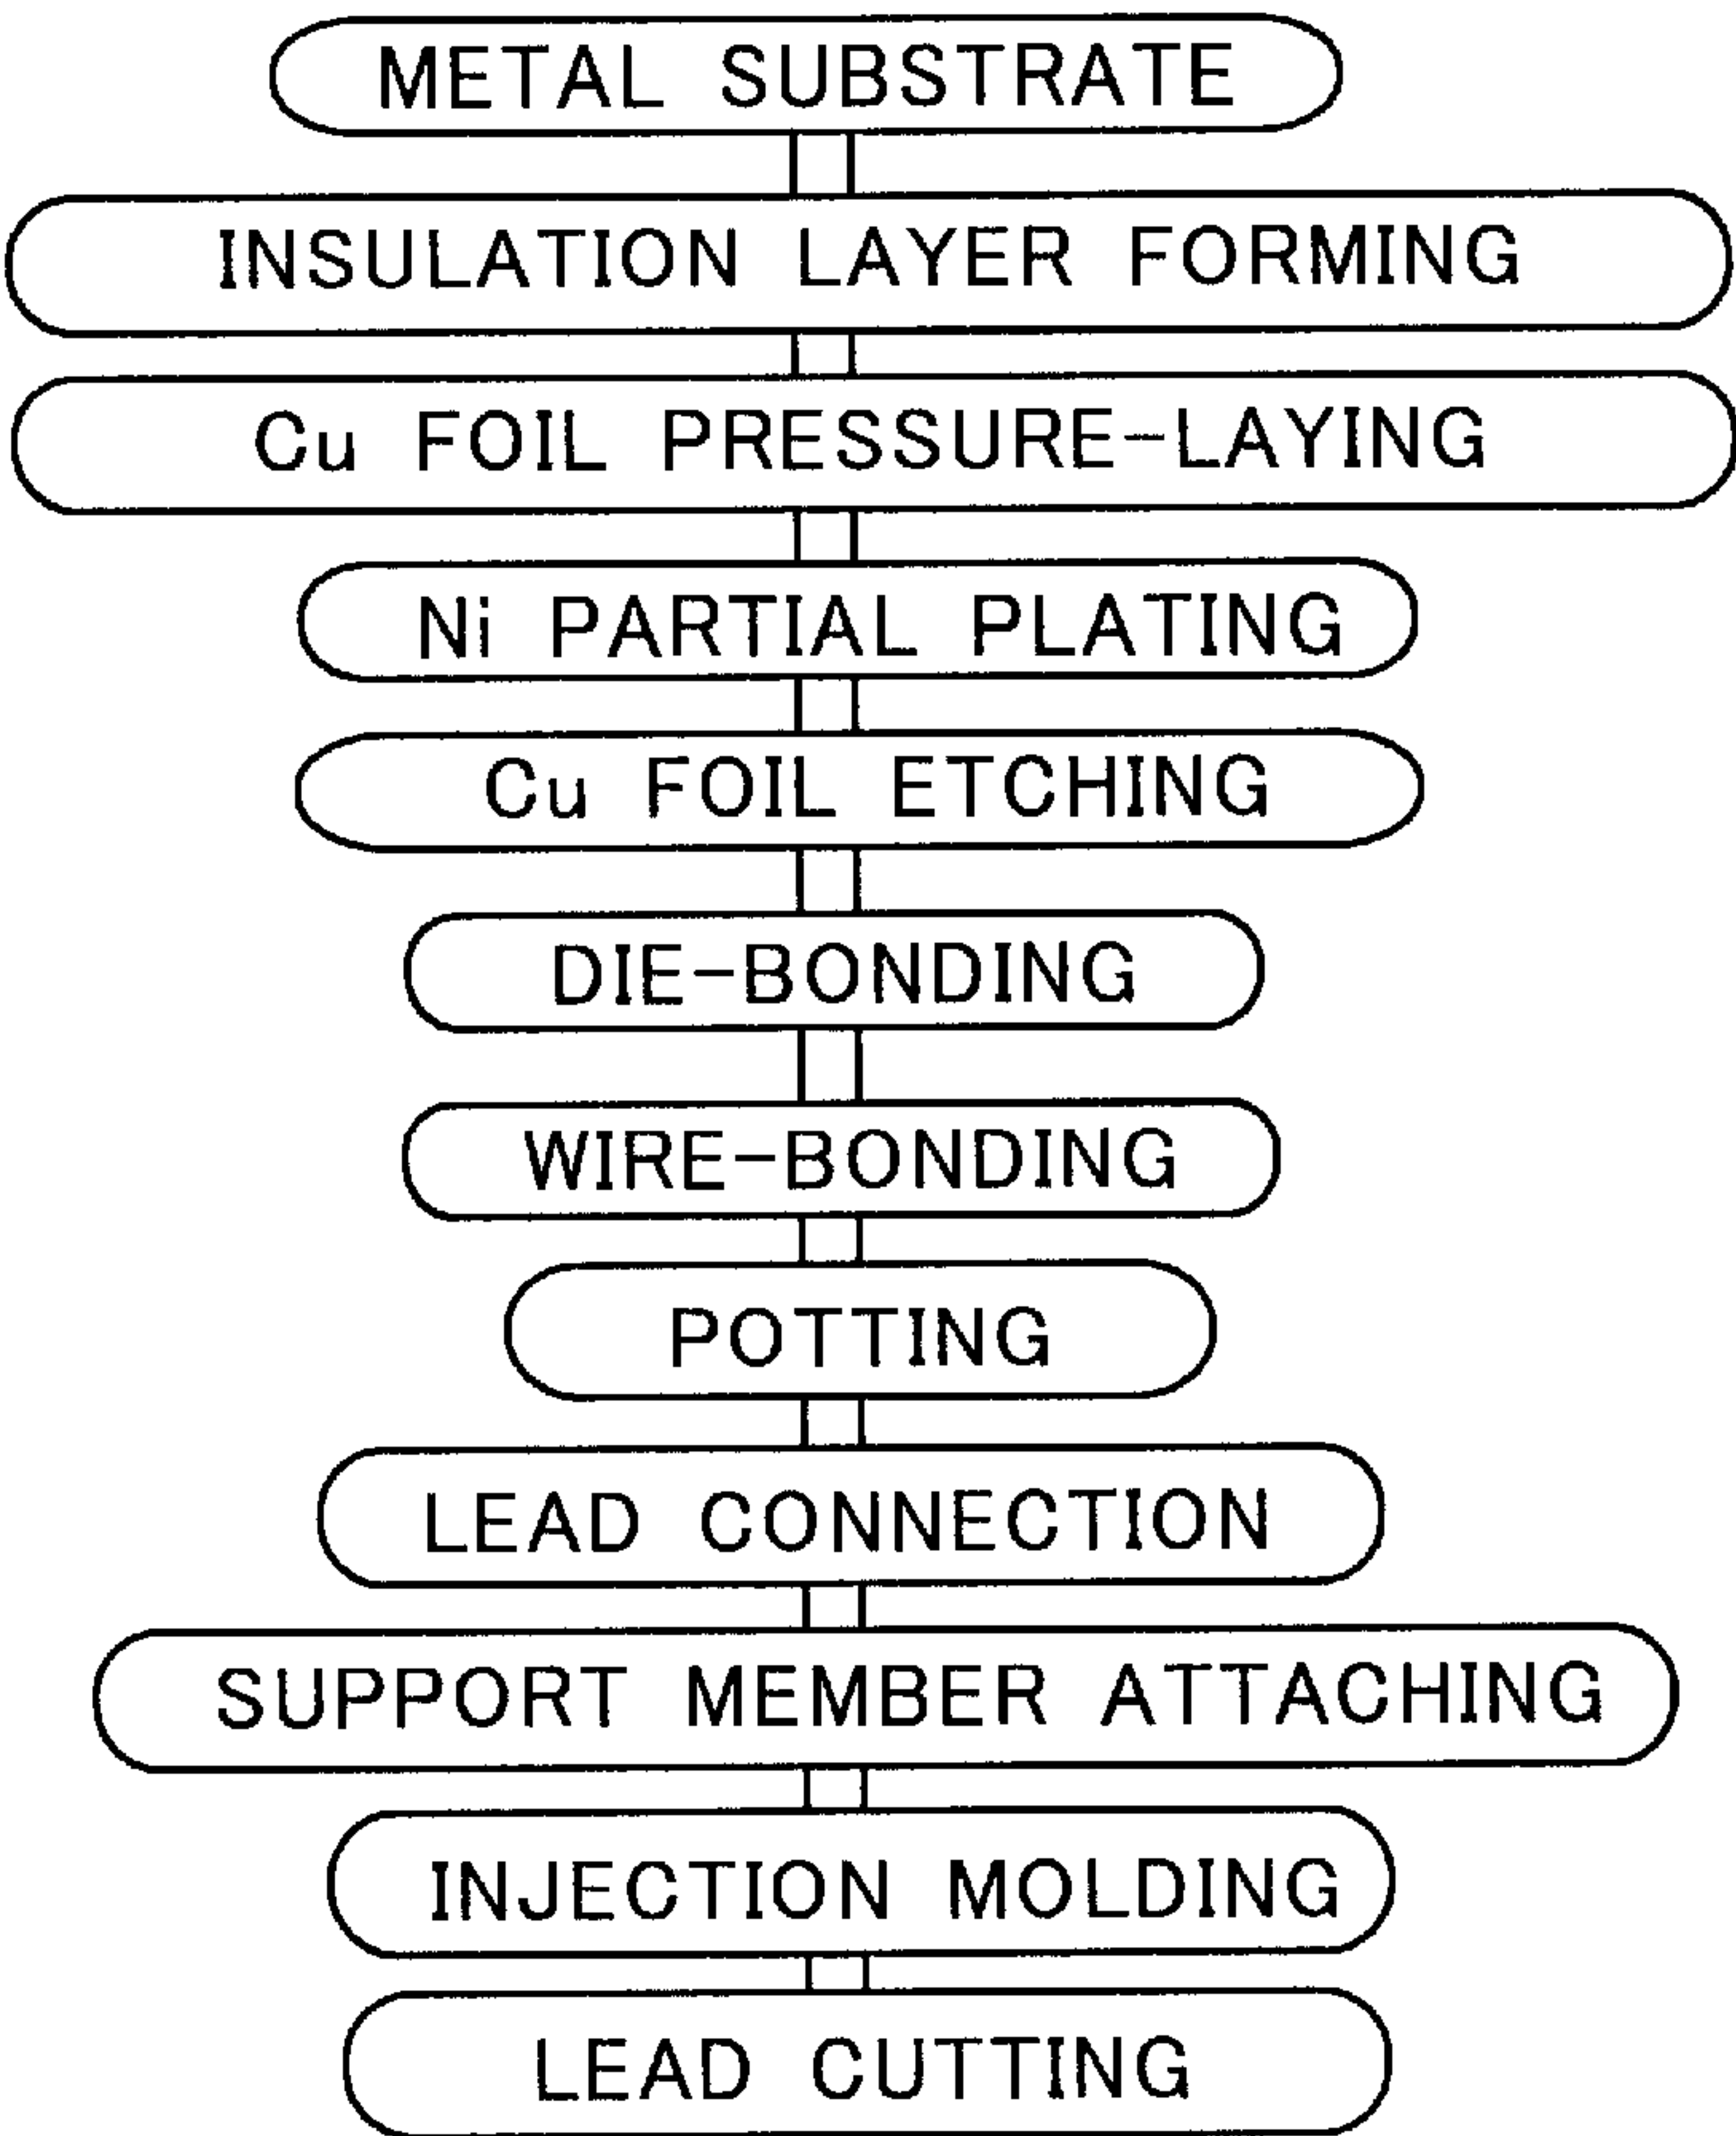 METAL SUBSTRATE
INSULATION LAYER FORMING
Cu FOIL PRESSURE-LAYING
Ni PARTIAL PLATING
Cu FOIL ETCHING
DIE-BONDING
WIRE-BONDING
POTTING
LEAD CONNECTION
SUPPORT MEMBER ATTACHING
INJECTION MOLDING
LEAD CUTTING